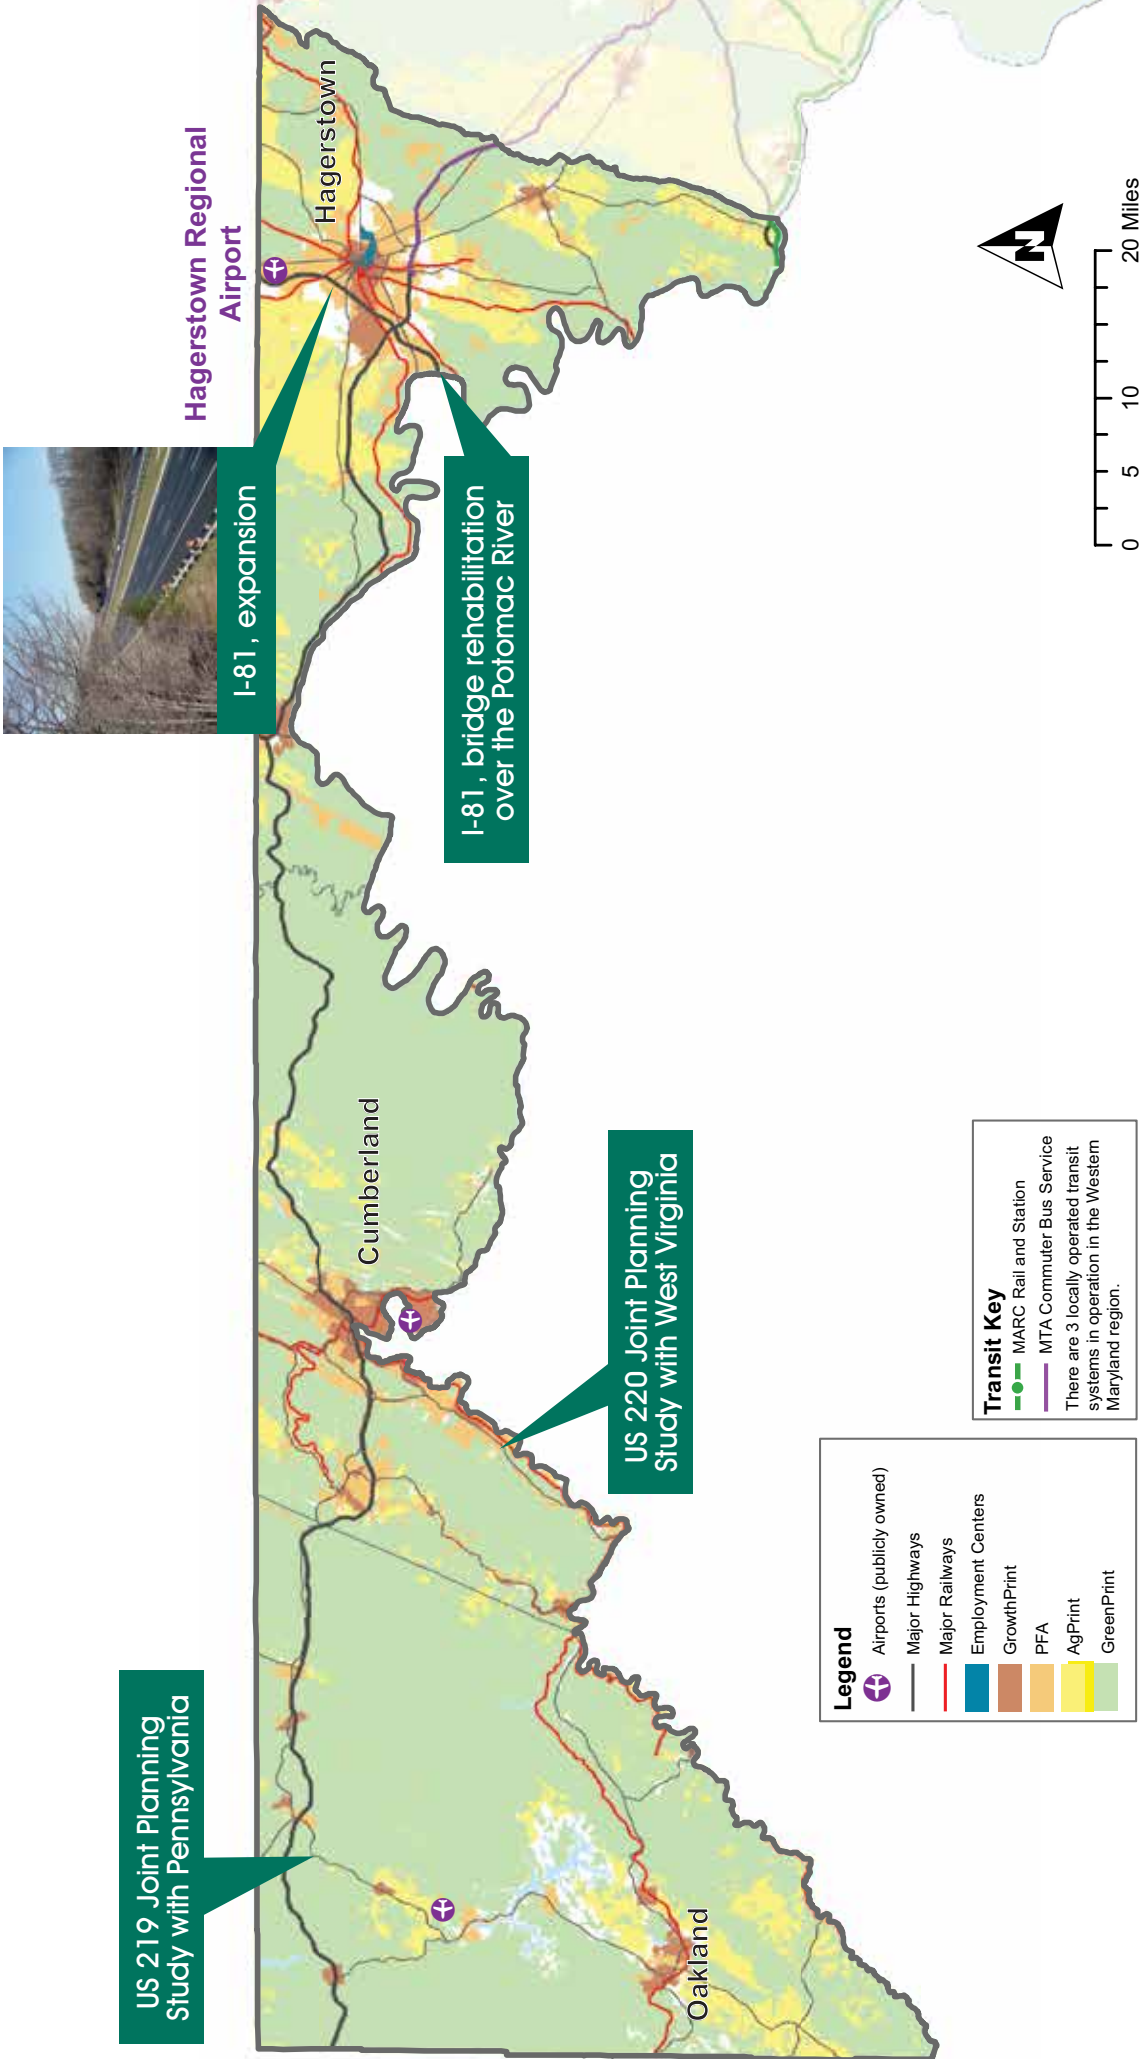 US 219 Joint Planning
Study with Pennsylvania
US 220 Joint Planning
Study with West Virginia
I-81, expansion
I-81, bridge rehabilitation
over the Potomac River
Hagerstown Regional
Airport
Hagerstown
Cumberland
Oakland
Legend
Airports (publicly owned)
Major Highways
Major Railways
Employment Centers
GrowthPrint
PFA
AgPrint
GreenPrint
Transit Key
MARC Rail and Station
MTA Commuter Bus Service
There are 3 locally operated transit
systems in operation in the Western
Maryland region.
N
0 5 10 20 Miles